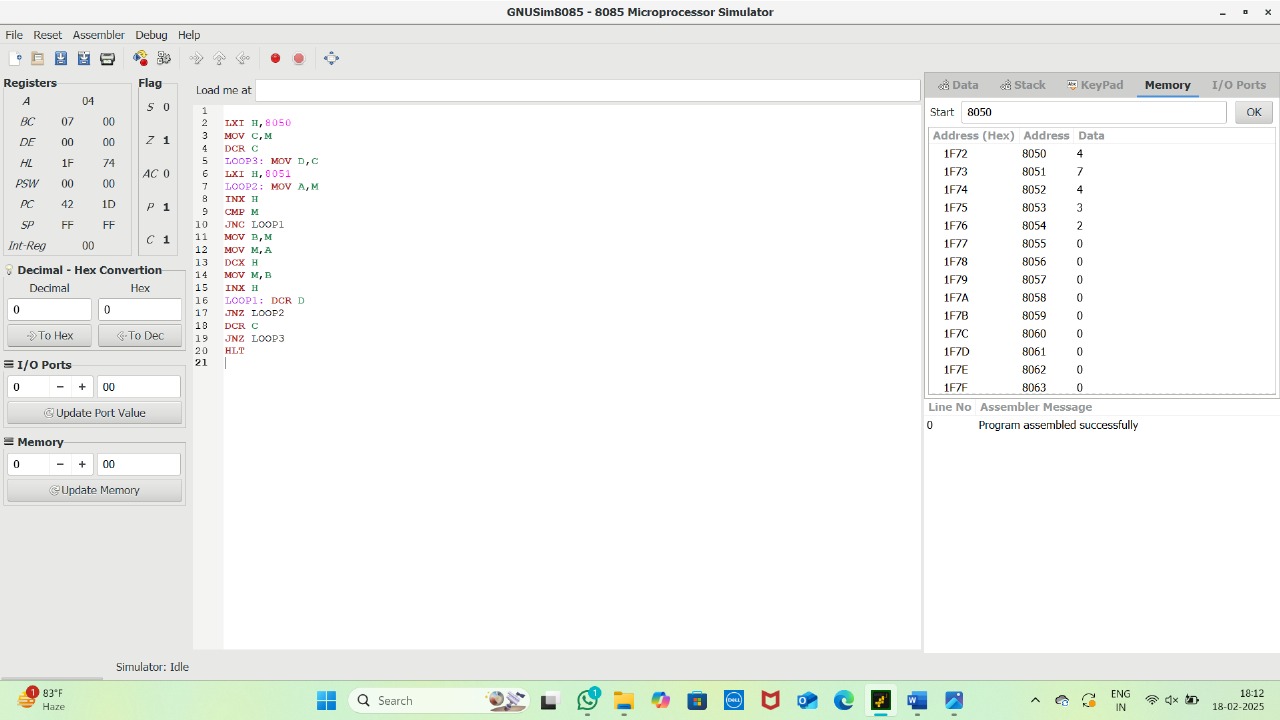 GNUSim8085 - 8085 Microprocessor Simulator
File Reset Assembler Debug Help
Registers
A 04
BC 07 00
DE 00 00
HL 1F 74
PSW 00 00
PC 42 1D
SP FF FF
Int-Reg 00
Flag
S 0
Z 1
AC 0
P 1
C 1
Decimal - Hex Convertion
Decimal Hex
0 0
To Hex To Dec
I/O Ports
0 − + 00
Update Port Value
Memory
0 − + 00
Update Memory
Load me at
1
2 LXI H,8050
3 MOV C,M
4 DCR C
5 LOOP3: MOV D,C
6 LXI H,8051
7 LOOP2: MOV A,M
8 INX H
9 CMP M
10 JNC LOOP1
11 MOV B,M
12 MOV M,A
13 DCX H
14 MOV M,B
15 INX H
16 LOOP1: DCR D
17 JNZ LOOP2
18 DCR C
19 JNZ LOOP3
20 HLT
21
Data Stack KeyPad Memory I/O Ports
Start 8050 OK
Address (Hex) Address Data
1F72 8050 4
1F73 8051 7
1F74 8052 4
1F75 8053 3
1F76 8054 2
1F77 8055 0
1F78 8056 0
1F79 8057 0
1F7A 8058 0
1F7B 8059 0
1F7C 8060 0
1F7D 8061 0
1F7E 8062 0
1F7F 8063 0
Line No Assembler Message
0 Program assembled successfully
Simulator: Idle
1
83°F
Haze
Search
1
DELL
ENG
IN
18:12
18-02-2025